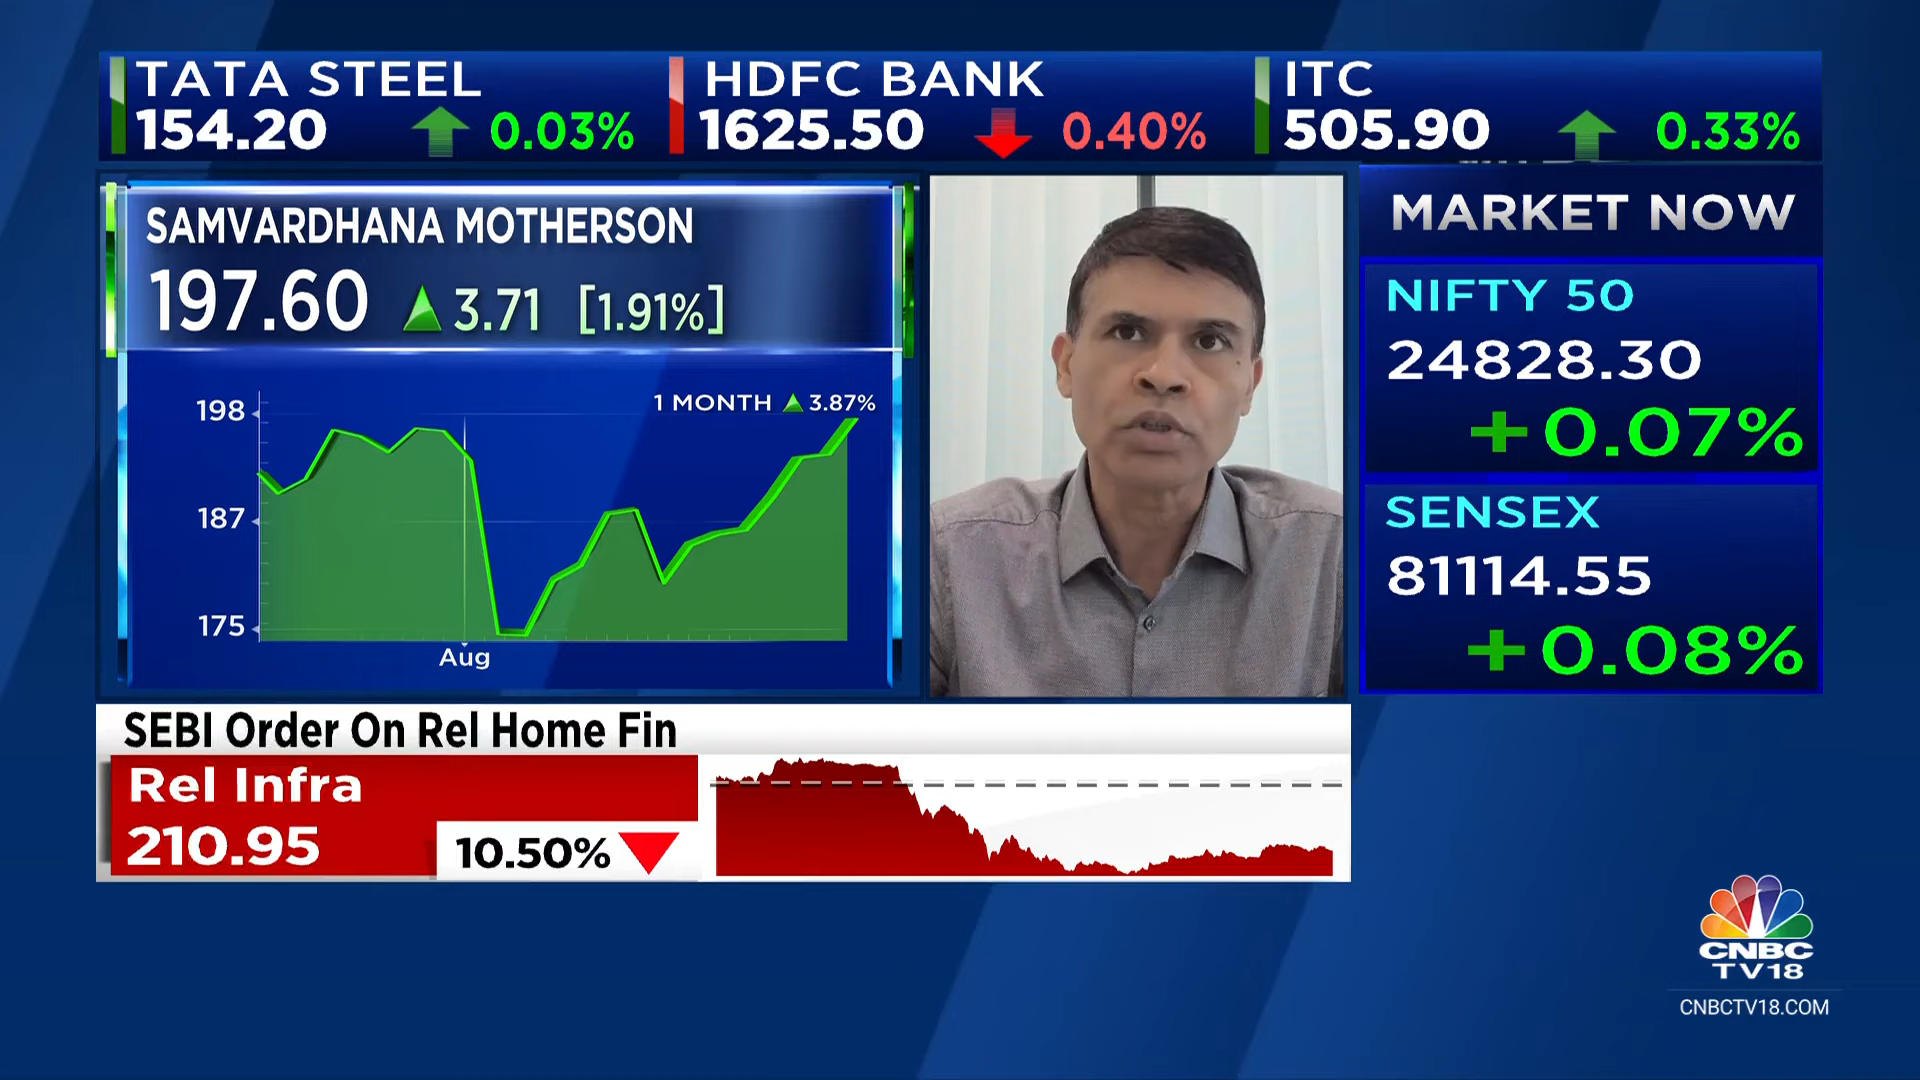 TATA STEEL
154.20 0.03%
HDFC BANK
1625.50 0.40%
ITC
505.90 0.33%
SAMVARDHANA MOTHERSON
197.60 3.71 [1.91%]
1 MONTH 3.87%
198
187
175
Aug
MARKET NOW
NIFTY 50
24828.30
+0.07%
SENSEX
81114.55
+0.08%
SEBI Order On Rel Home Fin
Rel Infra
210.95
10.50%
CNBC
TV18
CNBCTV18.COM